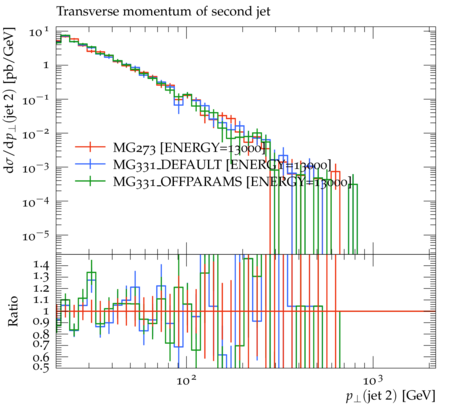 Transverse momentum of second jet
dσ/dp⊥(jet 2) [pb/GeV]
10¹
1
10⁻¹
10⁻²
10⁻³
10⁻⁴
10⁻⁵
MG273 [ENERGY=13000]
MG331_DEFAULT [ENERGY=13000]
MG331_OFFPARAMS [ENERGY=13000]
Ratio
1.4
1.3
1.2
1.1
1
0.9
0.8
0.7
0.6
0.5
10²
10³
p⊥(jet 2) [GeV]